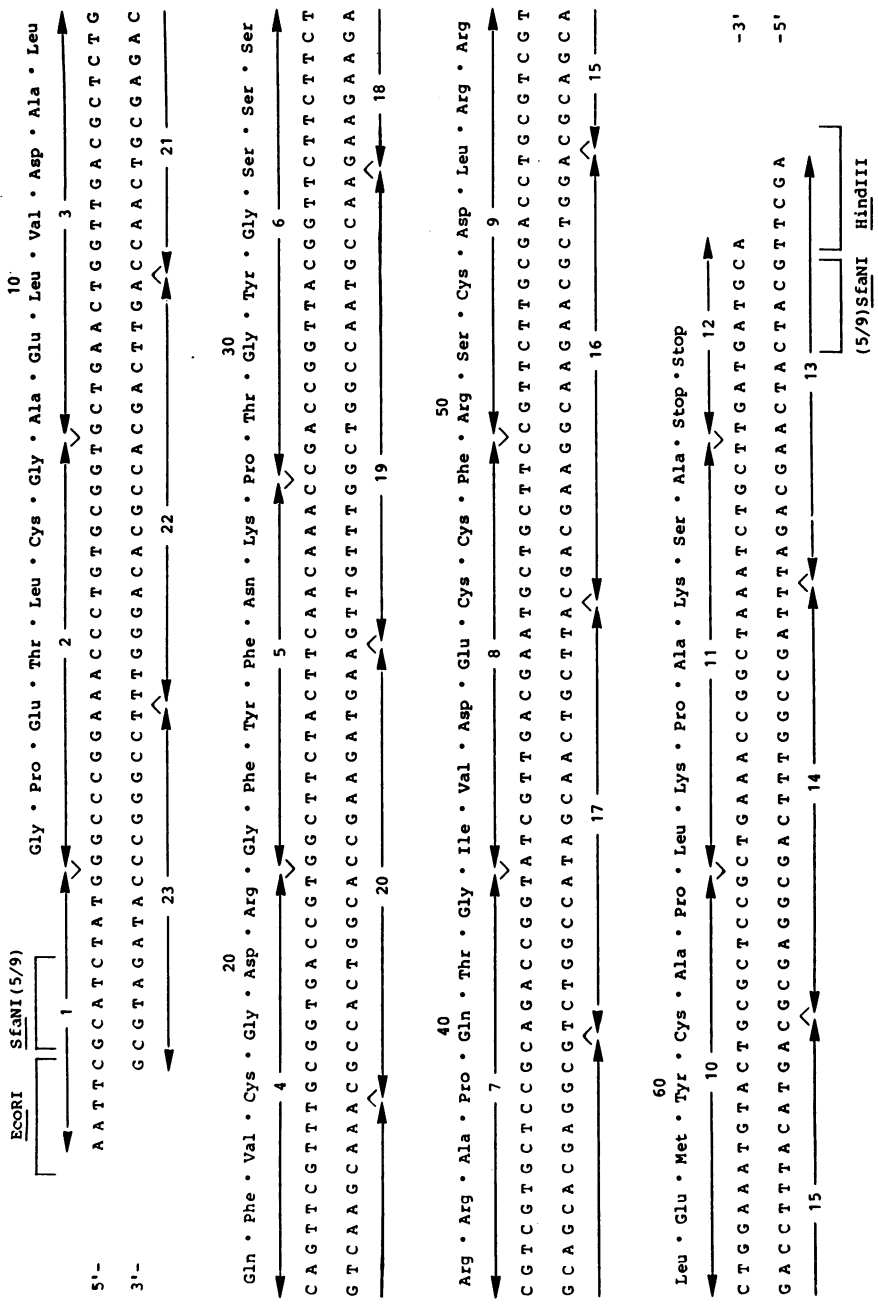 EcoRI SfaNI (5/9)
10
Gly • Pro • Glu • Thr • Leu • Cys • Gly • Ala • Glu • Leu • Val • Asp • Ala • Leu
1 2 3
5'- A A T T C G C A T C T A T G G G C C C G G A A A C C C T G T G C G G T G C T G A A C T G G T T G A C G C T C T G
3'- G C G T A G A T A C C C G G G C C T T T G G G A C A C G C C A C G A C T T G A C C A A C T G C G A G A C
23 22 21
20 30
Gln • Phe • Val • Cys • Gly • Asp • Arg • Gly • Phe • Tyr • Phe • Asn • Lys • Pro • Thr • Gly • Tyr • Gly • Ser • Ser
4 5 6
C A G T T C G T T T G C G G T G A C C G T G G C T T C T A C T T C A A C A A A C C G A C C G G T T A C G G T T C T T C T
G T C A A G C A A A C G C C A C T G G C A C C G A A G A T G A A G T T G T T T G G C T G G C C A A T G C C A A G A A G A
20 19 18
40 50
Arg • Arg • Ala • Pro • Gln • Thr • Gly • Ile • Val • Asp • Glu • Cys • Cys • Phe • Arg • Ser • Cys • Asp • Leu • Arg • Arg
7 8 9
C G T C G T G C T C C G C A G A C C G G T A T C G T T G A C G A A T G C T G C T T C C G T T C T T G C G A C C T G C G T C G T
G C A G C A C G A G G C G T C T G G C C A T A G C A A C T G C T T A C G A C G A A G G C A A G A A C G C T G G A C G C A G C A
17 16 15
60
Leu • Glu • Met • Tyr • Cys • Ala • Pro • Leu • Lys • Pro • Ala • Lys • Ser • Ala • Stop • Stop
10 11 12
C T G G A A A T G T A C T G C G C T C C G C T G A A A C C G G C T A A A T C T G C T T G A T G A T G C A -3'
G A C C T T T A C A T G A C G C G A G G C G A C T T T G G C C G A T T T A G A C G A A C T A C T A C G T T C G A -5'
15 14 13
(5/9)SfaNI HindIII